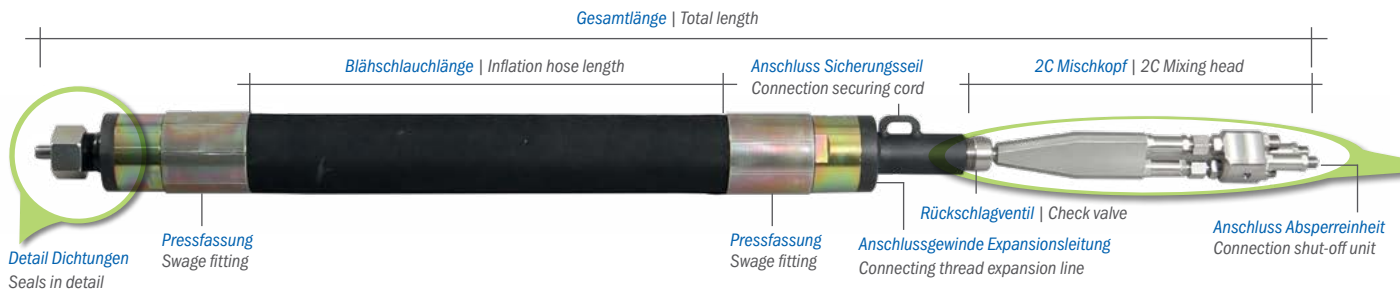 Gesamtlänge | Total length
Blähschlauchlänge | Inflation hose length
Anschluss Sicherungsseil
Connection securing cord
2C Mischkopf | 2C Mixing head
Rückschlagventil | Check valve
Anschluss Absperreinheit
Connection shut-off unit
Pressfassung
Swage fitting
Pressfassung
Swage fitting
Anschlussgewinde Expansionsleitung
Connecting thread expansion line
Detail Dichtungen
Seals in detail